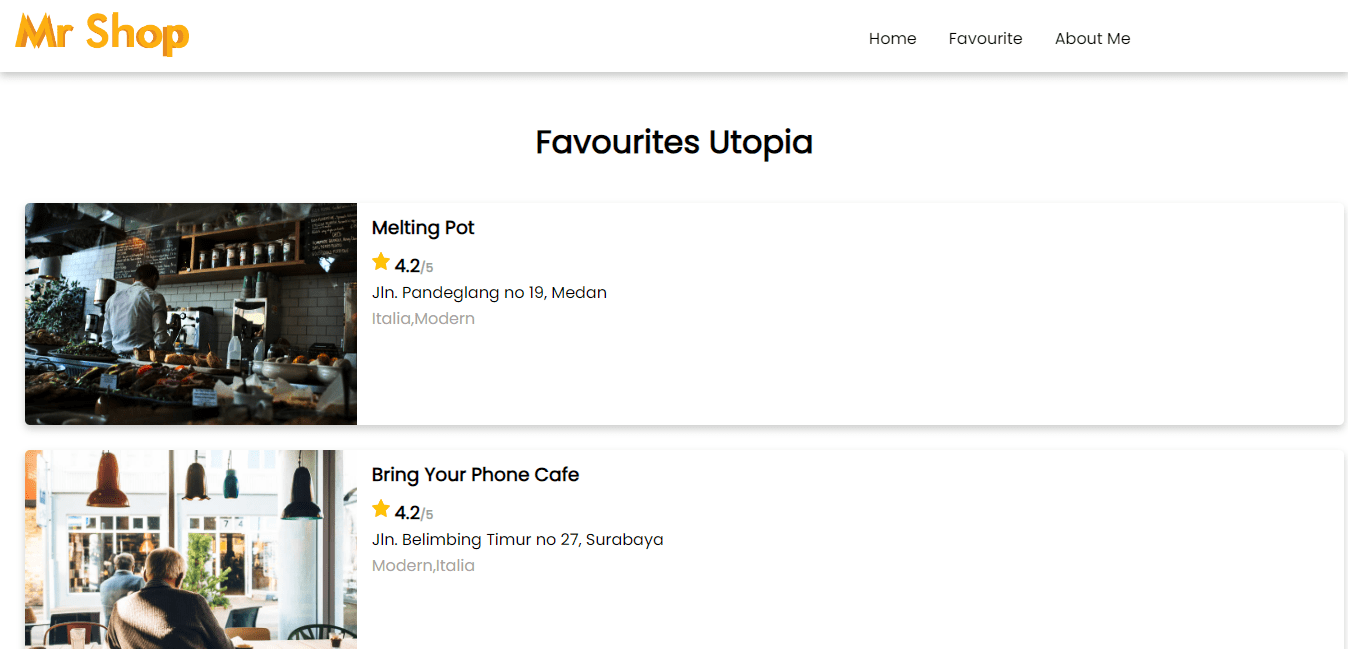 Mr Shop
Home Favourite About Me
Favourites Utopia
Melting Pot
4.2/5
Jln. Pandeglang no 19, Medan
Italia,Modern
Bring Your Phone Cafe
4.2/5
Jln. Belimbing Timur no 27, Surabaya
Modern,Italia